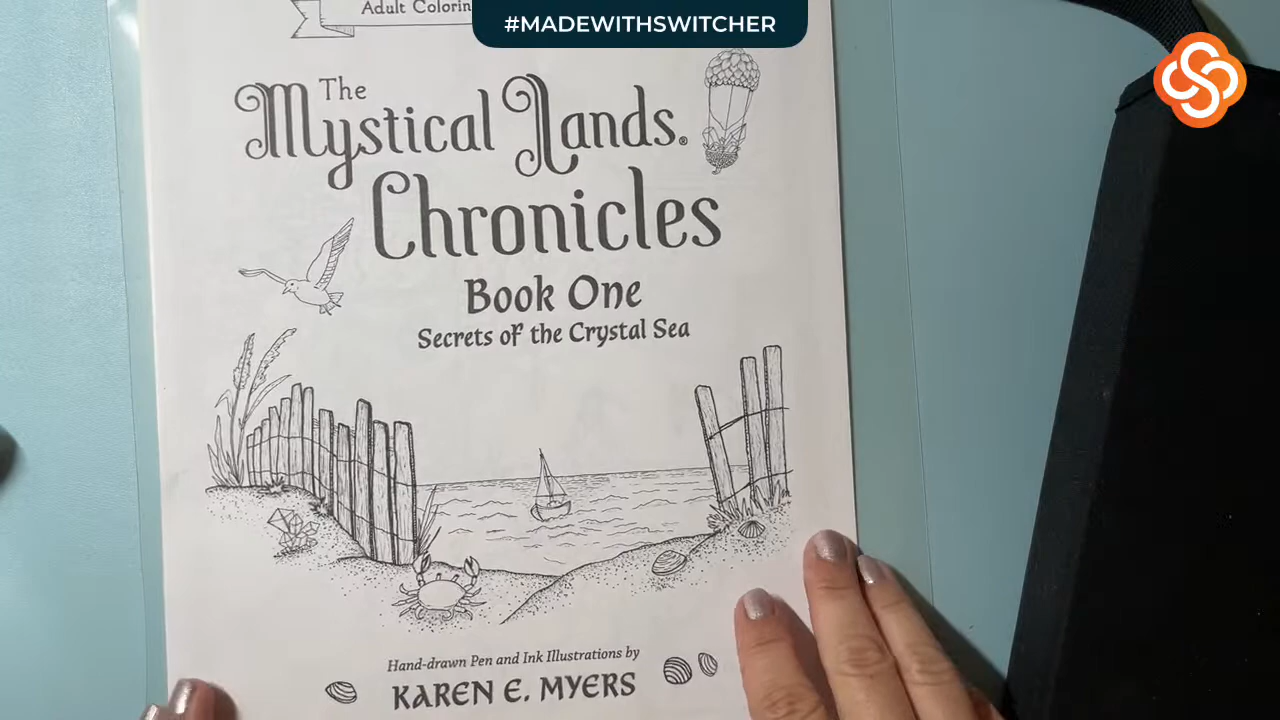 #MADEWITHSWITCHER
Adult Colorin
The
Mystical Lands®
Chronicles
Book One
Secrets of the Crystal Sea
Hand-drawn Pen and Ink Illustrations by
KAREN E. MYERS